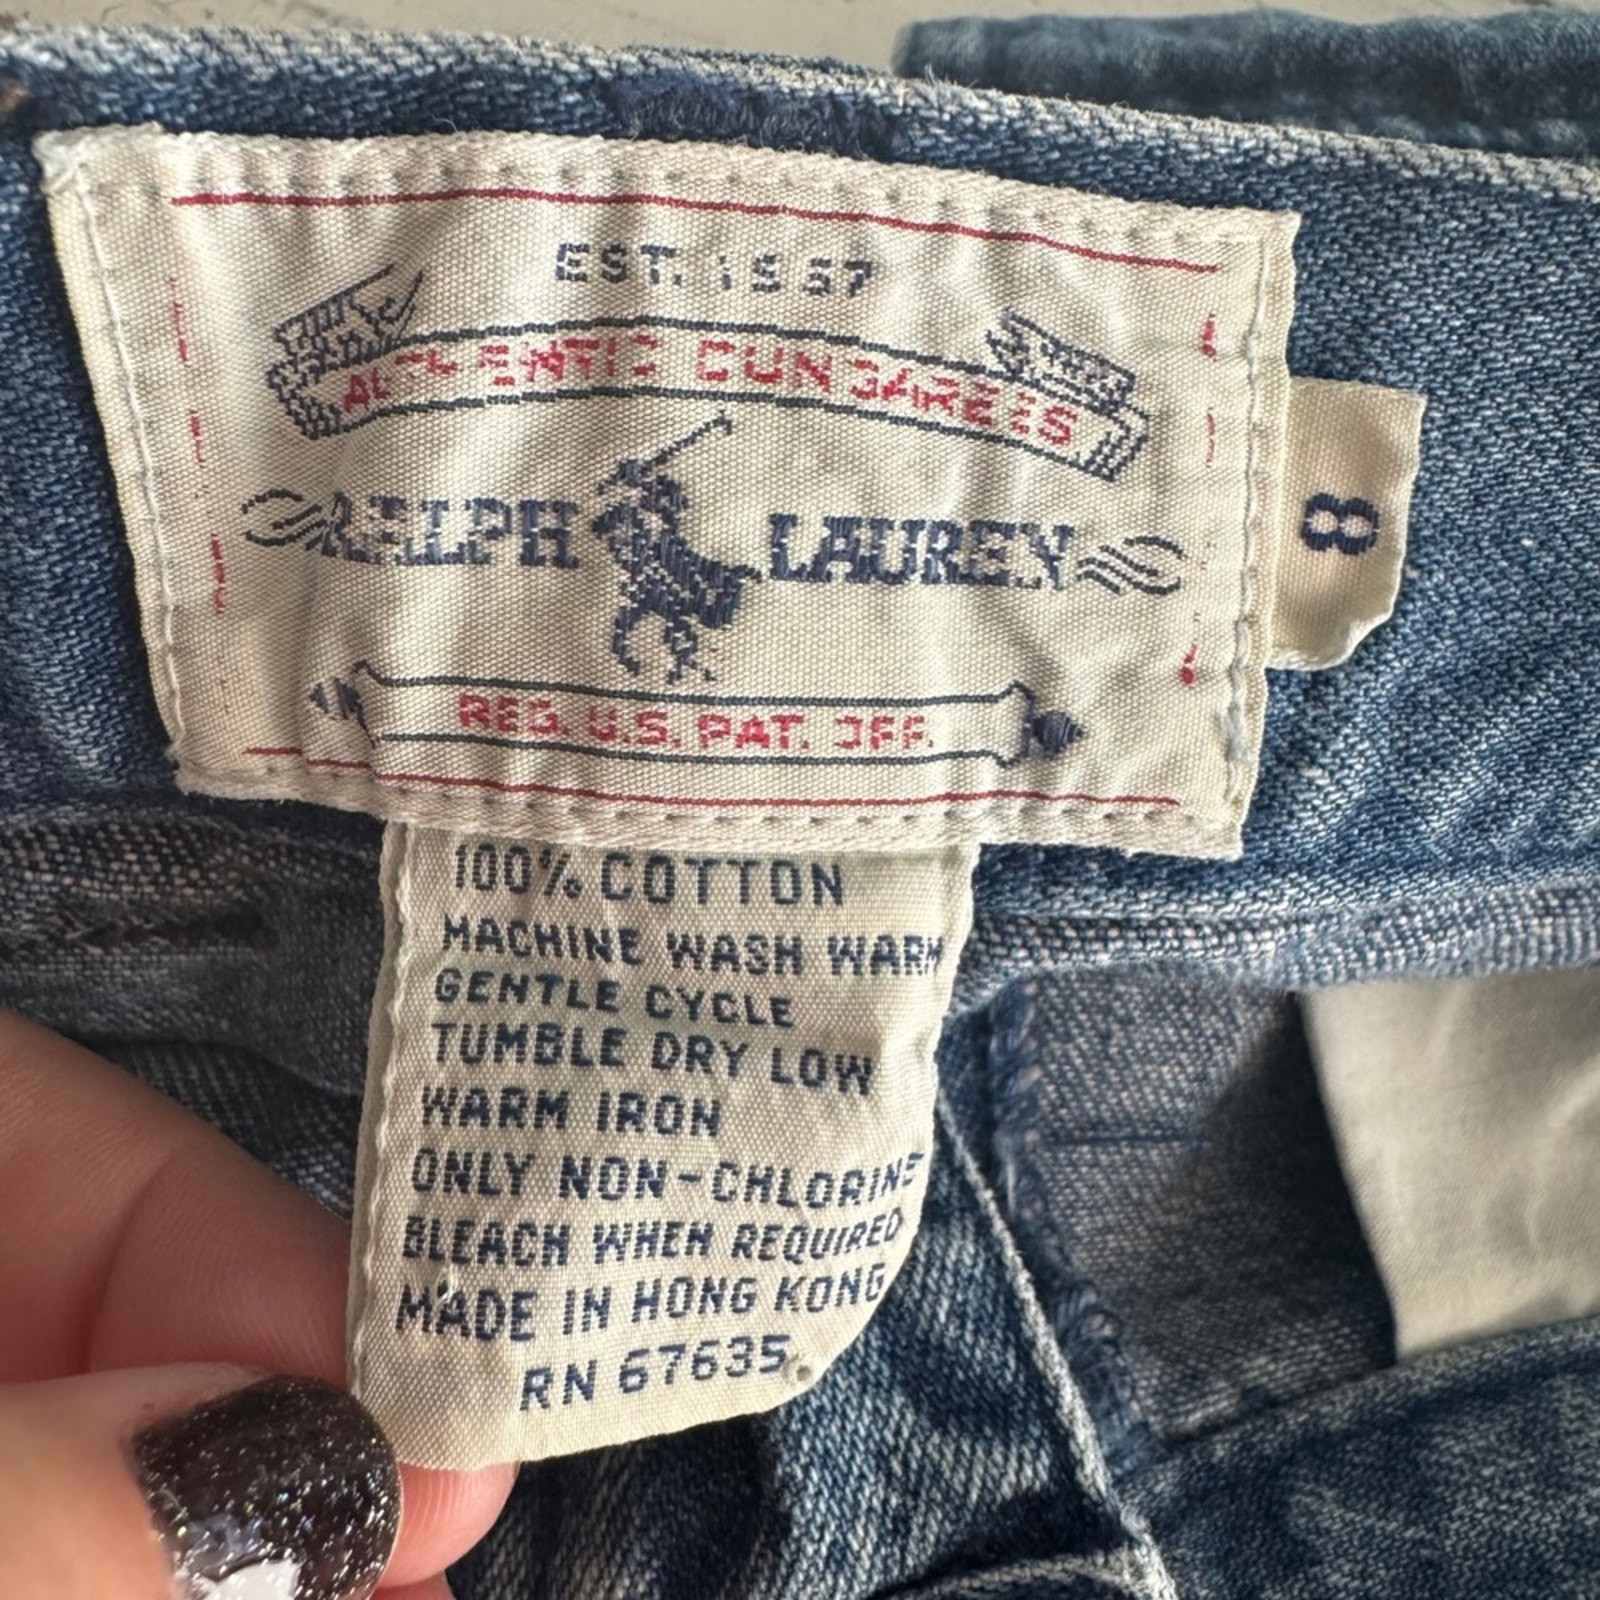 EST. 1967
AUTHENTIC DUNGAREES
RALPH LAUREN
8
REG. U.S. PAT. OFF.
100% COTTON
MACHINE WASH WARM
GENTLE CYCLE
TUMBLE DRY LOW
WARM IRON
ONLY NON-CHLORINE
BLEACH WHEN REQUIRED
MADE IN HONG KONG
RN 67635